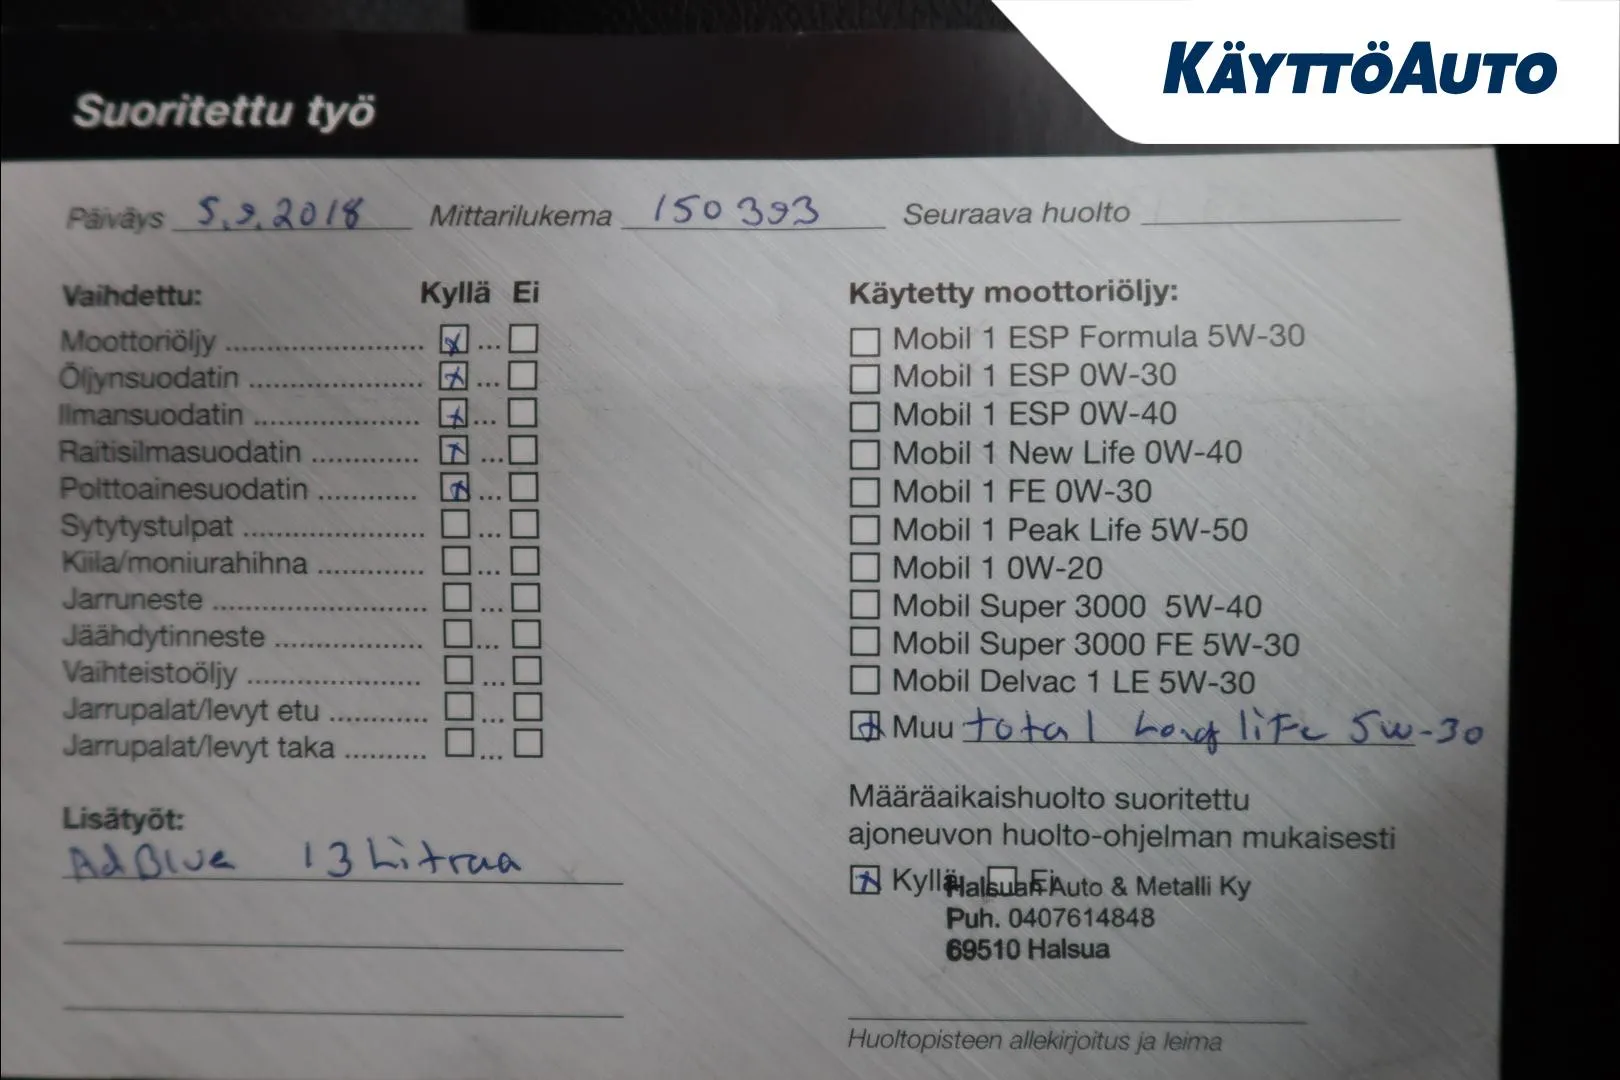 KÄYTTÖAUTO
Suoritettu työ
Päiväys 5.9.2018 Mittarilukema 150393 Seuraava huolto
Vaihdettu: Kyllä Ei
Moottoriöljy
Öljynsuodatin
Ilmansuodatin
Raitisilmasuodatin
Polttoainesuodatin
Sytytystulpat
Kiila/moniurahihna
Jarruneste
Jäähdytinneste
Vaihteistoöljy
Jarrupalat/levyt etu
Jarrupalat/levyt taka
Lisätyöt:
AdBlue 13 Litraa
Käytetty moottoriöljy:
Mobil 1 ESP Formula 5W-30
Mobil 1 ESP 0W-30
Mobil 1 ESP 0W-40
Mobil 1 New Life 0W-40
Mobil 1 FE 0W-30
Mobil 1 Peak Life 5W-50
Mobil 1 0W-20
Mobil Super 3000 5W-40
Mobil Super 3000 FE 5W-30
Mobil Delvac 1 LE 5W-30
Muu total Long life 5w-30
Määräaikaishuolto suoritettu
ajoneuvon huolto-ohjelman mukaisesti
Kyllä Ei
Halsuan Auto & Metalli Ky
Puh. 0407614848
69510 Halsua
Huoltopisteen allekirjoitus ja leima